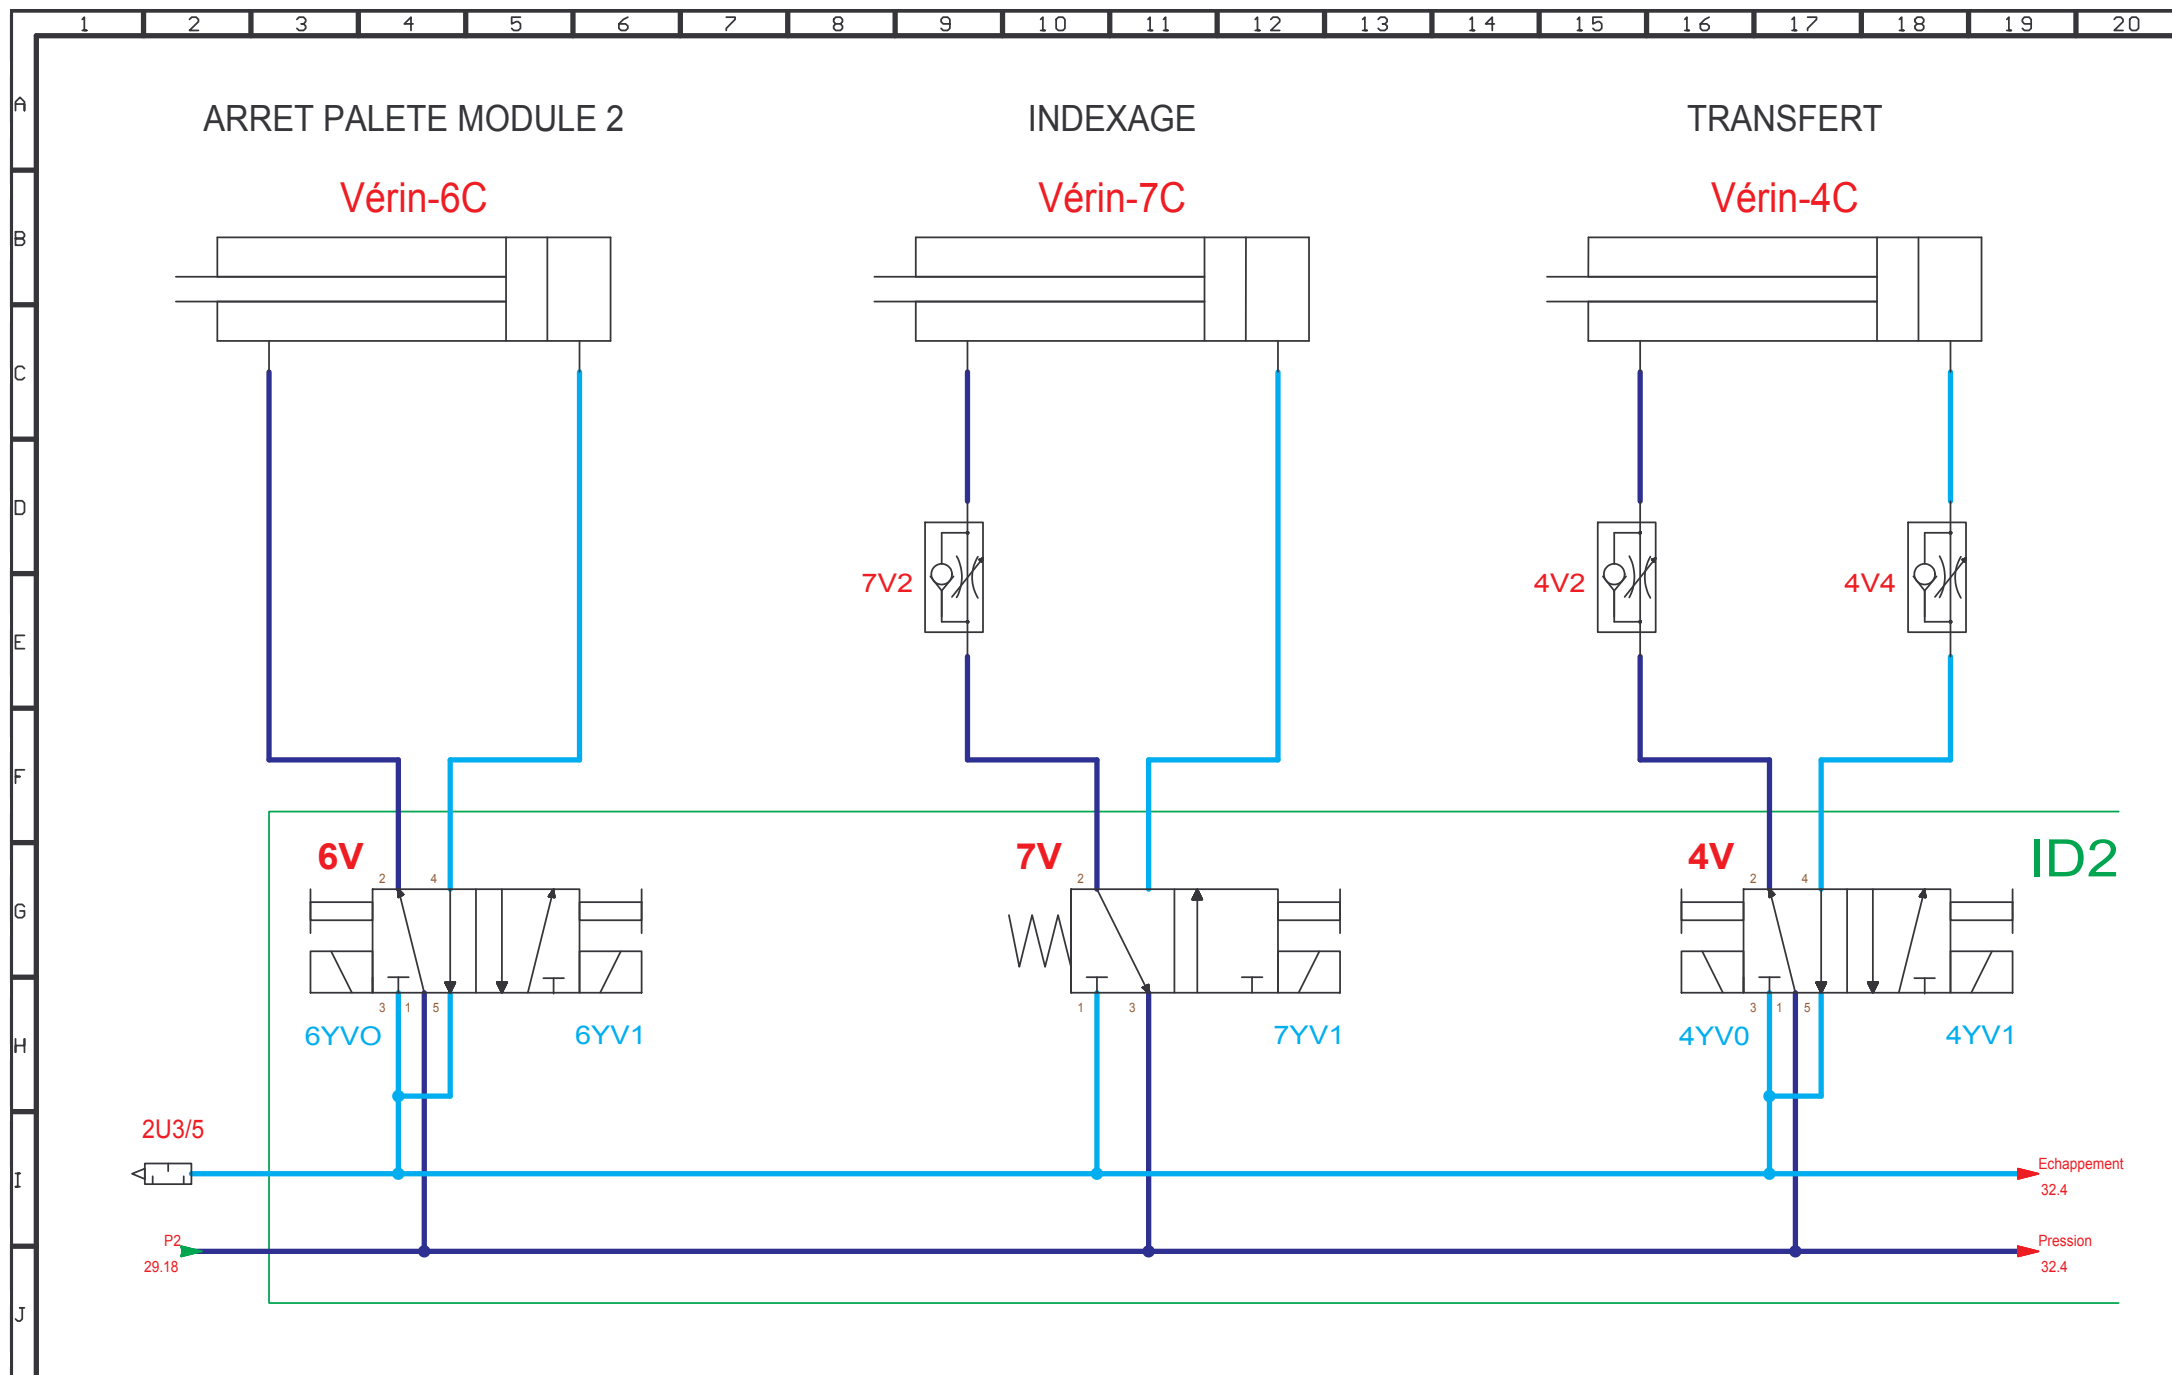 1 2 3 4 5 6 7 8 9 10 11 12 13 14 15 16 17 18 19 20
A
ARRET PALETE MODULE 2 INDEXAGE TRANSFERT
Vérin-6C Vérin-7C Vérin-4C
B
C
D
7V2 4V2 4V4
E
F
6V 7V 4V ID2
2 4 2 2 4
G
3 1 5 1 3 3 1 5
6YVO 6YV1 7YV1 4YV0 4YV1
H
2U3/5
Echappement
I
32.4
P2 Pression
29.18 32.4
J